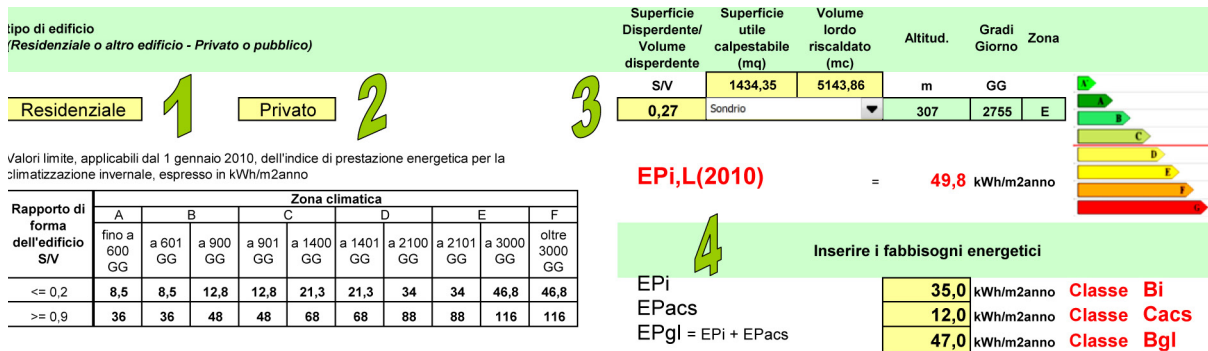 tipo di edificio
(Residenziale o altro edificio - Privato o pubblico)
Superficie Disperdente/ Volume disperdente
Superficie utile calpestabile (mq)
Volume lordo riscaldato (mc)
Altitud.
Gradi Giorno
Zona
S/V 1434,35 5143,86 m GG
0,27 Sondrio 307 2755 E
1
Residenziale
2
Privato
3
A+
A
B
C
D
E
F
G
Valori limite, applicabili dal 1 gennaio 2010, dell'indice di prestazione energetica per la
climatizzazione invernale, espresso in kWh/m2anno
EPi,L(2010) = 49,8 kWh/m2anno
Rapporto di forma dell'edificio S/V
Zona climatica
A B C D E F
fino a 600 GG
a 601 GG
a 900 GG
a 901 GG
a 1400 GG
a 1401 GG
a 2100 GG
a 2101 GG
a 3000 GG
oltre 3000 GG
<= 0,2 8,5 8,5 12,8 12,8 21,3 21,3 34 34 46,8 46,8
>= 0,9 36 36 48 48 68 68 88 88 116 116
4
Inserire i fabbisogni energetici
EPi 35,0 kWh/m2anno Classe Bi
EPacs 12,0 kWh/m2anno Classe Cacs
EPgl = EPi + EPacs 47,0 kWh/m2anno Classe Bgl